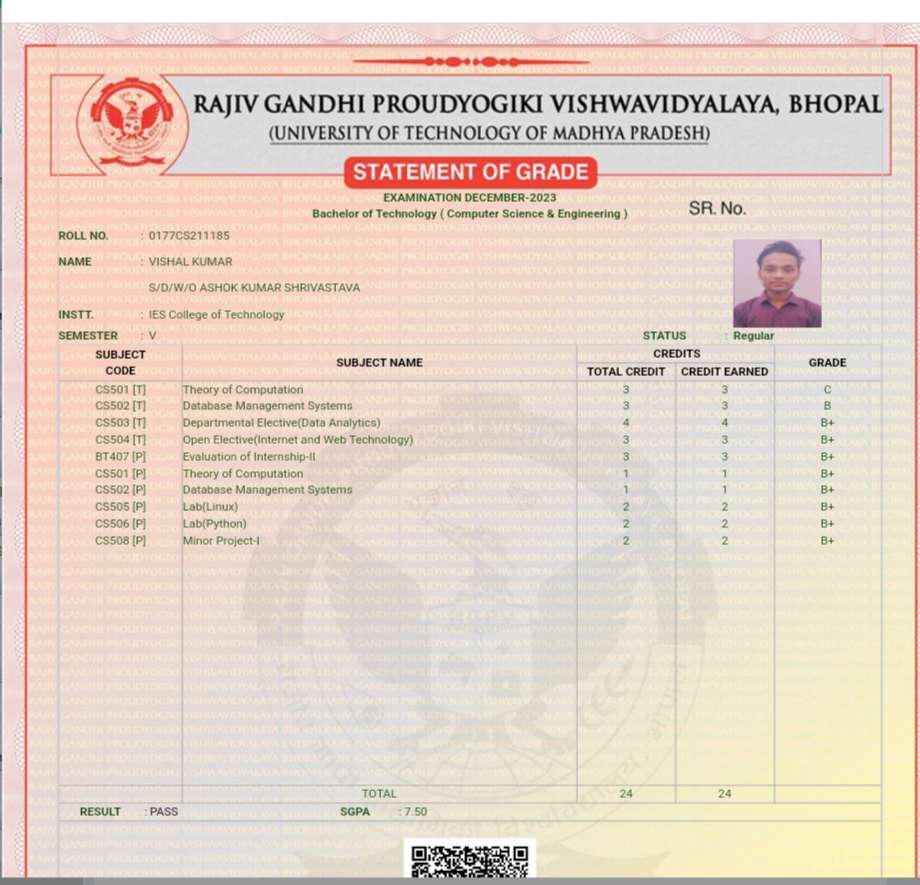 RAJIV GANDHI PROUDYOGIKI VISHWAVIDYALAYA, BHOPAL
(UNIVERSITY OF TECHNOLOGY OF MADHYA PRADESH)
STATEMENT OF GRADE
EXAMINATION DECEMBER-2023
Bachelor of Technology ( Computer Science & Engineering )
SR. No.
ROLL NO. : 0177CS211185
NAME : VISHAL KUMAR
S/D/W/O ASHOK KUMAR SHRIVASTAVA
INSTT. : IES College of Technology
SEMESTER : V STATUS : Regular
SUBJECT CODE SUBJECT NAME CREDITS GRADE
TOTAL CREDIT CREDIT EARNED
CS501 [T] Theory of Computation 3 3 C
CS502 [T] Database Management Systems 3 3 B
CS503 [T] Departmental Elective(Data Analytics) 4 4 B+
CS504 [T] Open Elective(Internet and Web Technology) 3 3 B+
BT407 [P] Evaluation of Internship-II 3 3 B+
CS501 [P] Theory of Computation 1 1 B+
CS502 [P] Database Management Systems 1 1 B+
CS505 [P] Lab(Linux) 2 2 B+
CS506 [P] Lab(Python) 2 2 B+
CS508 [P] Minor Project-I 2 2 B+
TOTAL 24 24
RESULT : PASS SGPA : 7.50